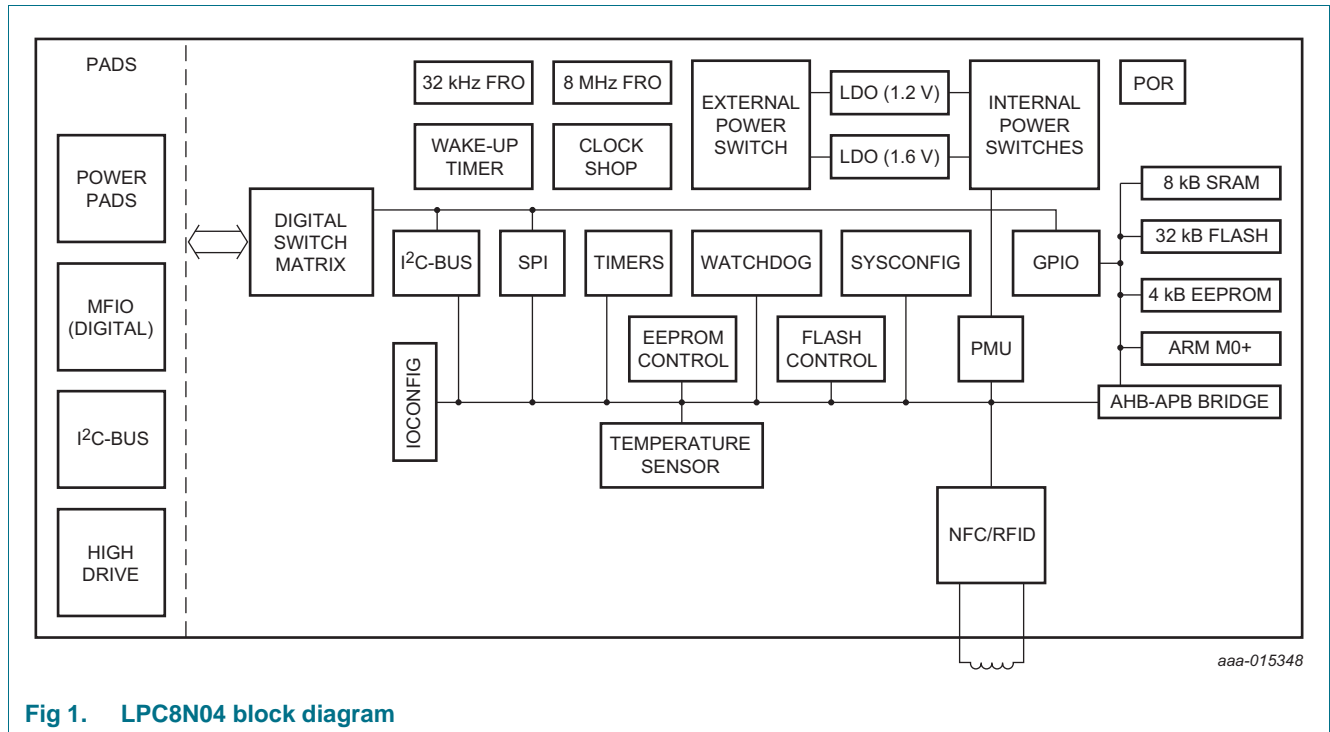 PADS
POWER
PADS
MFIO
(DIGITAL)
I2C-BUS
HIGH
DRIVE
DIGITAL
SWITCH
MATRIX
32 kHz FRO
8 MHz FRO
WAKE-UP
TIMER
CLOCK
SHOP
EXTERNAL
POWER
SWITCH
LDO (1.2 V)
LDO (1.6 V)
INTERNAL
POWER
SWITCHES
POR
I2C-BUS
SPI
TIMERS
WATCHDOG
SYSCONFIG
GPIO
8 kB SRAM
32 kB FLASH
4 kB EEPROM
ARM M0+
AHB-APB BRIDGE
IOCONFIG
EEPROM
CONTROL
FLASH
CONTROL
PMU
TEMPERATURE
SENSOR
NFC/RFID
aaa-015348
Fig 1. LPC8N04 block diagram